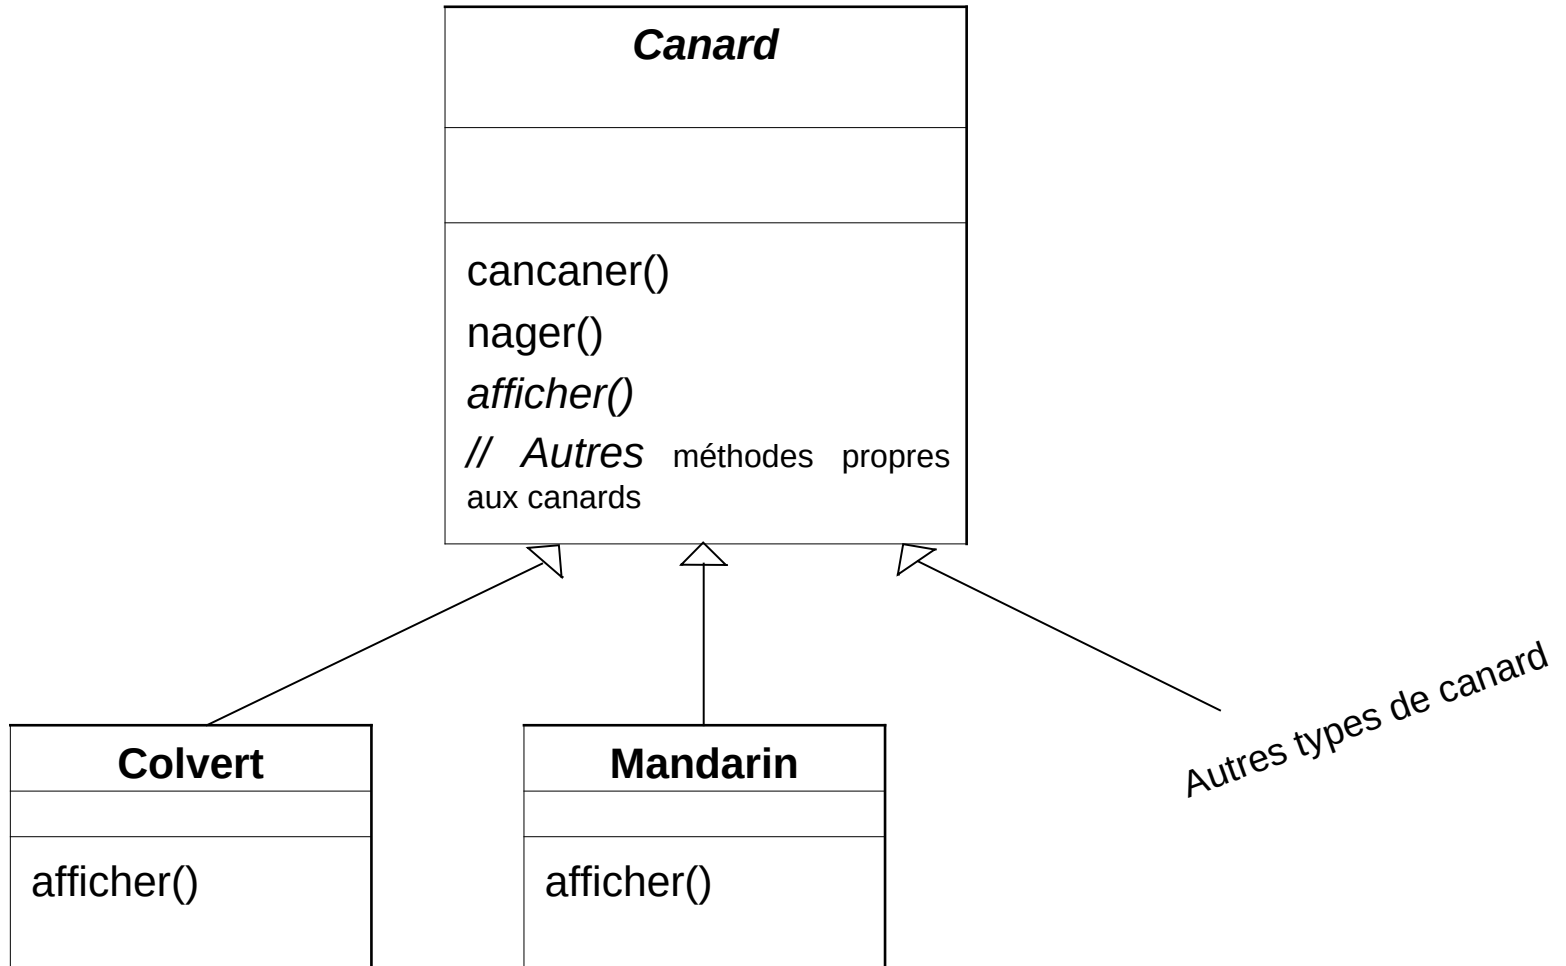 Canard
cancaner()
nager()
afficher()
// Autres méthodes propres
aux canards
Colvert
afficher()
Mandarin
afficher()
Autres types de canard